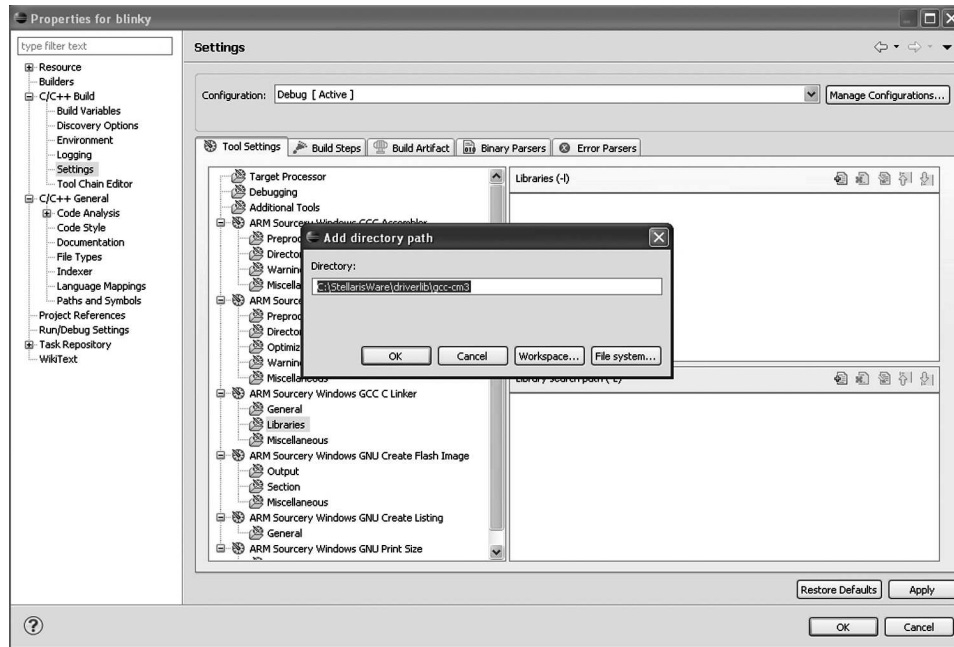 Properties for blinky
type filter text
Resource
Builders
C/C++ Build
Build Variables
Discovery Options
Environment
Logging
Settings
Tool Chain Editor
C/C++ General
Code Analysis
Code Style
Documentation
File Types
Indexer
Language Mappings
Paths and Symbols
Project References
Run/Debug Settings
Task Repository
WikiText
Settings
Configuration: Debug [ Active ] Manage Configurations...
Tool Settings Build Steps Build Artifact Binary Parsers Error Parsers
Target Processor
Debugging
Additional Tools
ARM Sourcery Windows GCC Assembler
Preproc
Director
Warnin
Miscella
ARM Source
Preproc
Director
Optimiz
Warnin
Miscellaneous
ARM Sourcery Windows GCC C Linker
General
Libraries
Miscellaneous
ARM Sourcery Windows GNU Create Flash Image
Output
Section
Miscellaneous
ARM Sourcery Windows GNU Create Listing
General
ARM Sourcery Windows GNU Print Size
Libraries (-l)
Add directory path
Directory:
C:\StellarisWare\driverlib\gcc-cm3
OK Cancel Workspace... File system...
Library search path (-L)
Restore Defaults Apply
? OK Cancel